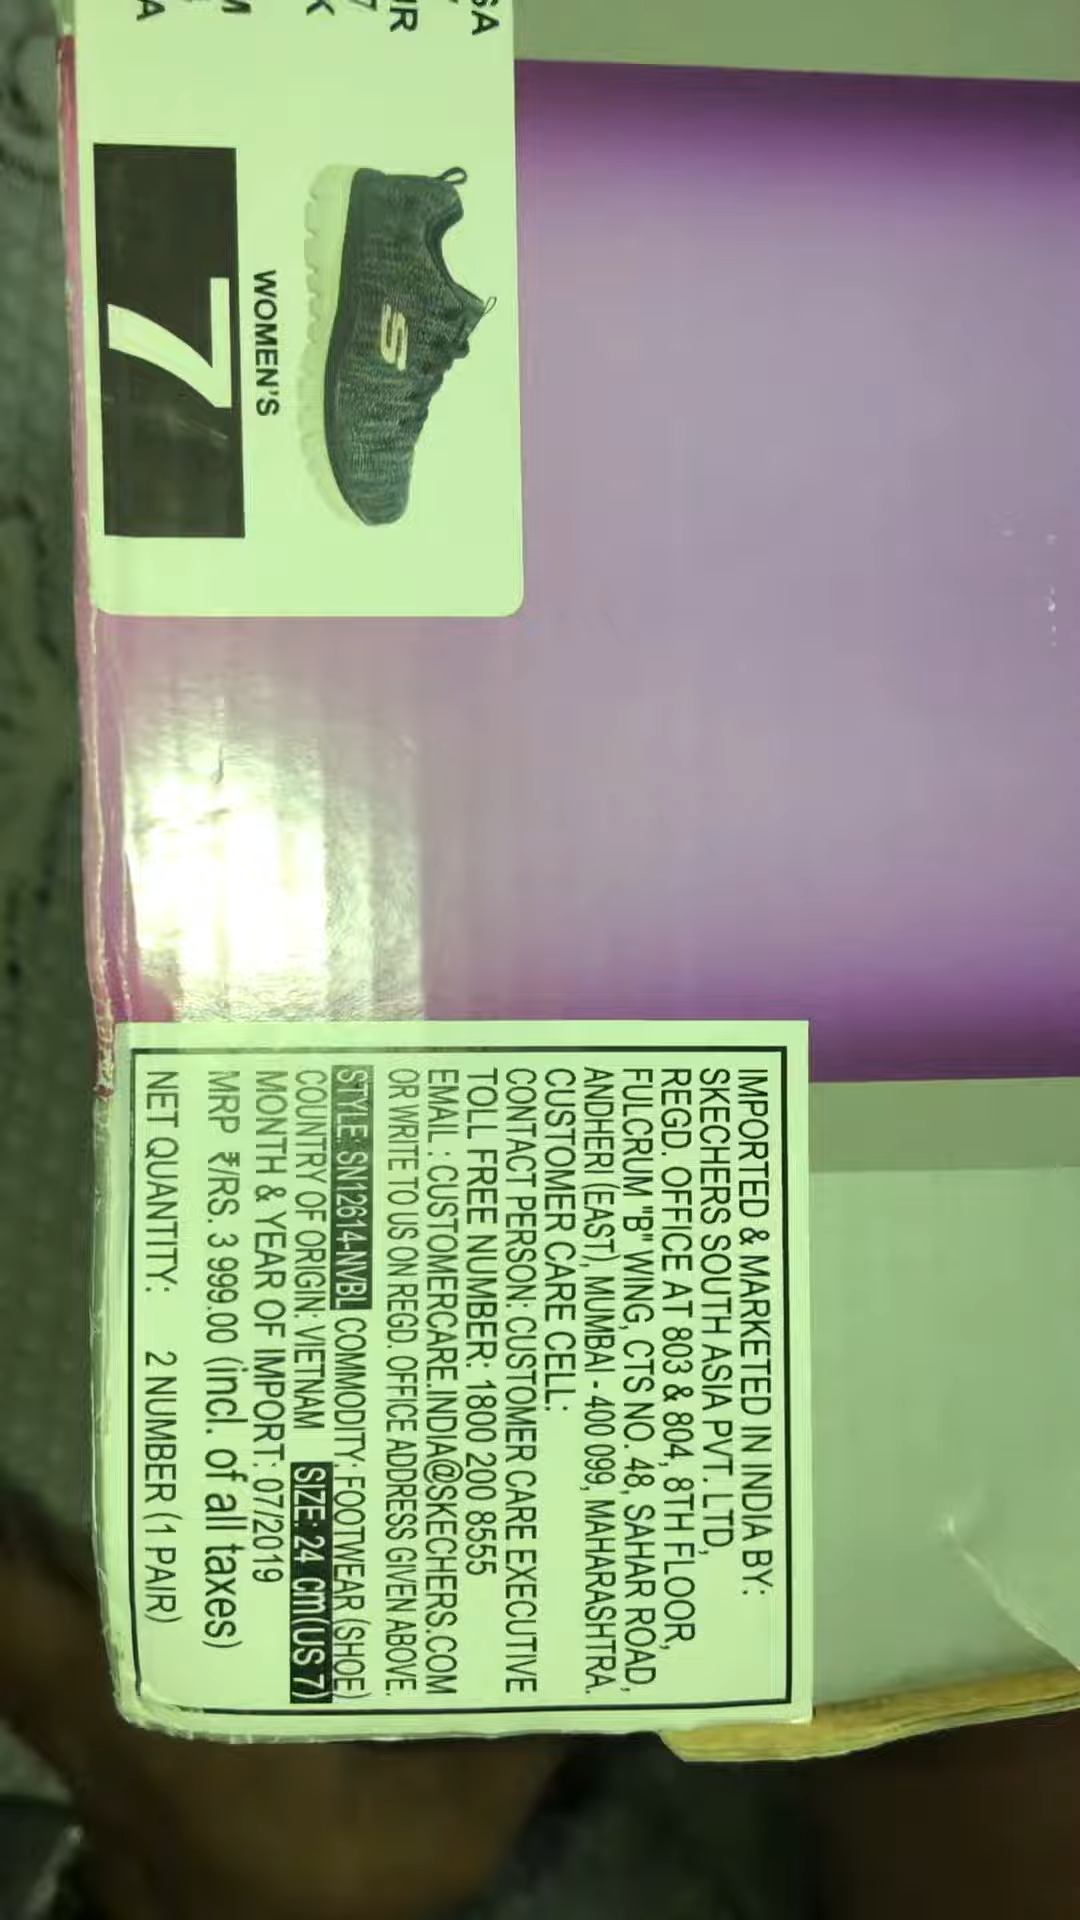 WOMEN'S
7
S
IMPORTED & MARKETED IN INDIA BY:
SKECHERS SOUTH ASIA PVT. LTD,
REGD. OFFICE AT 803 & 804, 8TH FLOOR,
FULCRUM "B" WING, CTS NO. 48, SAHAR ROAD,
ANDHERI (EAST), MUMBAI - 400 099, MAHARASHTRA.
CUSTOMER CARE CELL:
CONTACT PERSON: CUSTOMER CARE EXECUTIVE
TOLL FREE NUMBER: 1800 200 8555
EMAIL : CUSTOMERCARE.INDIA@SKECHERS.COM
OR WRITE TO US ON REGD. OFFICE ADDRESS GIVEN ABOVE.
STYLE: SN12614-NVBL COMMODITY: FOOTWEAR (SHOE)
COUNTRY OF ORIGIN: VIETNAM SIZE: 24 cm(US 7)
MONTH & YEAR OF IMPORT: 07/2019
MRP ₹/RS. 3 999.00 (incl. of all taxes)
NET QUANTITY: 2 NUMBER (1 PAIR)